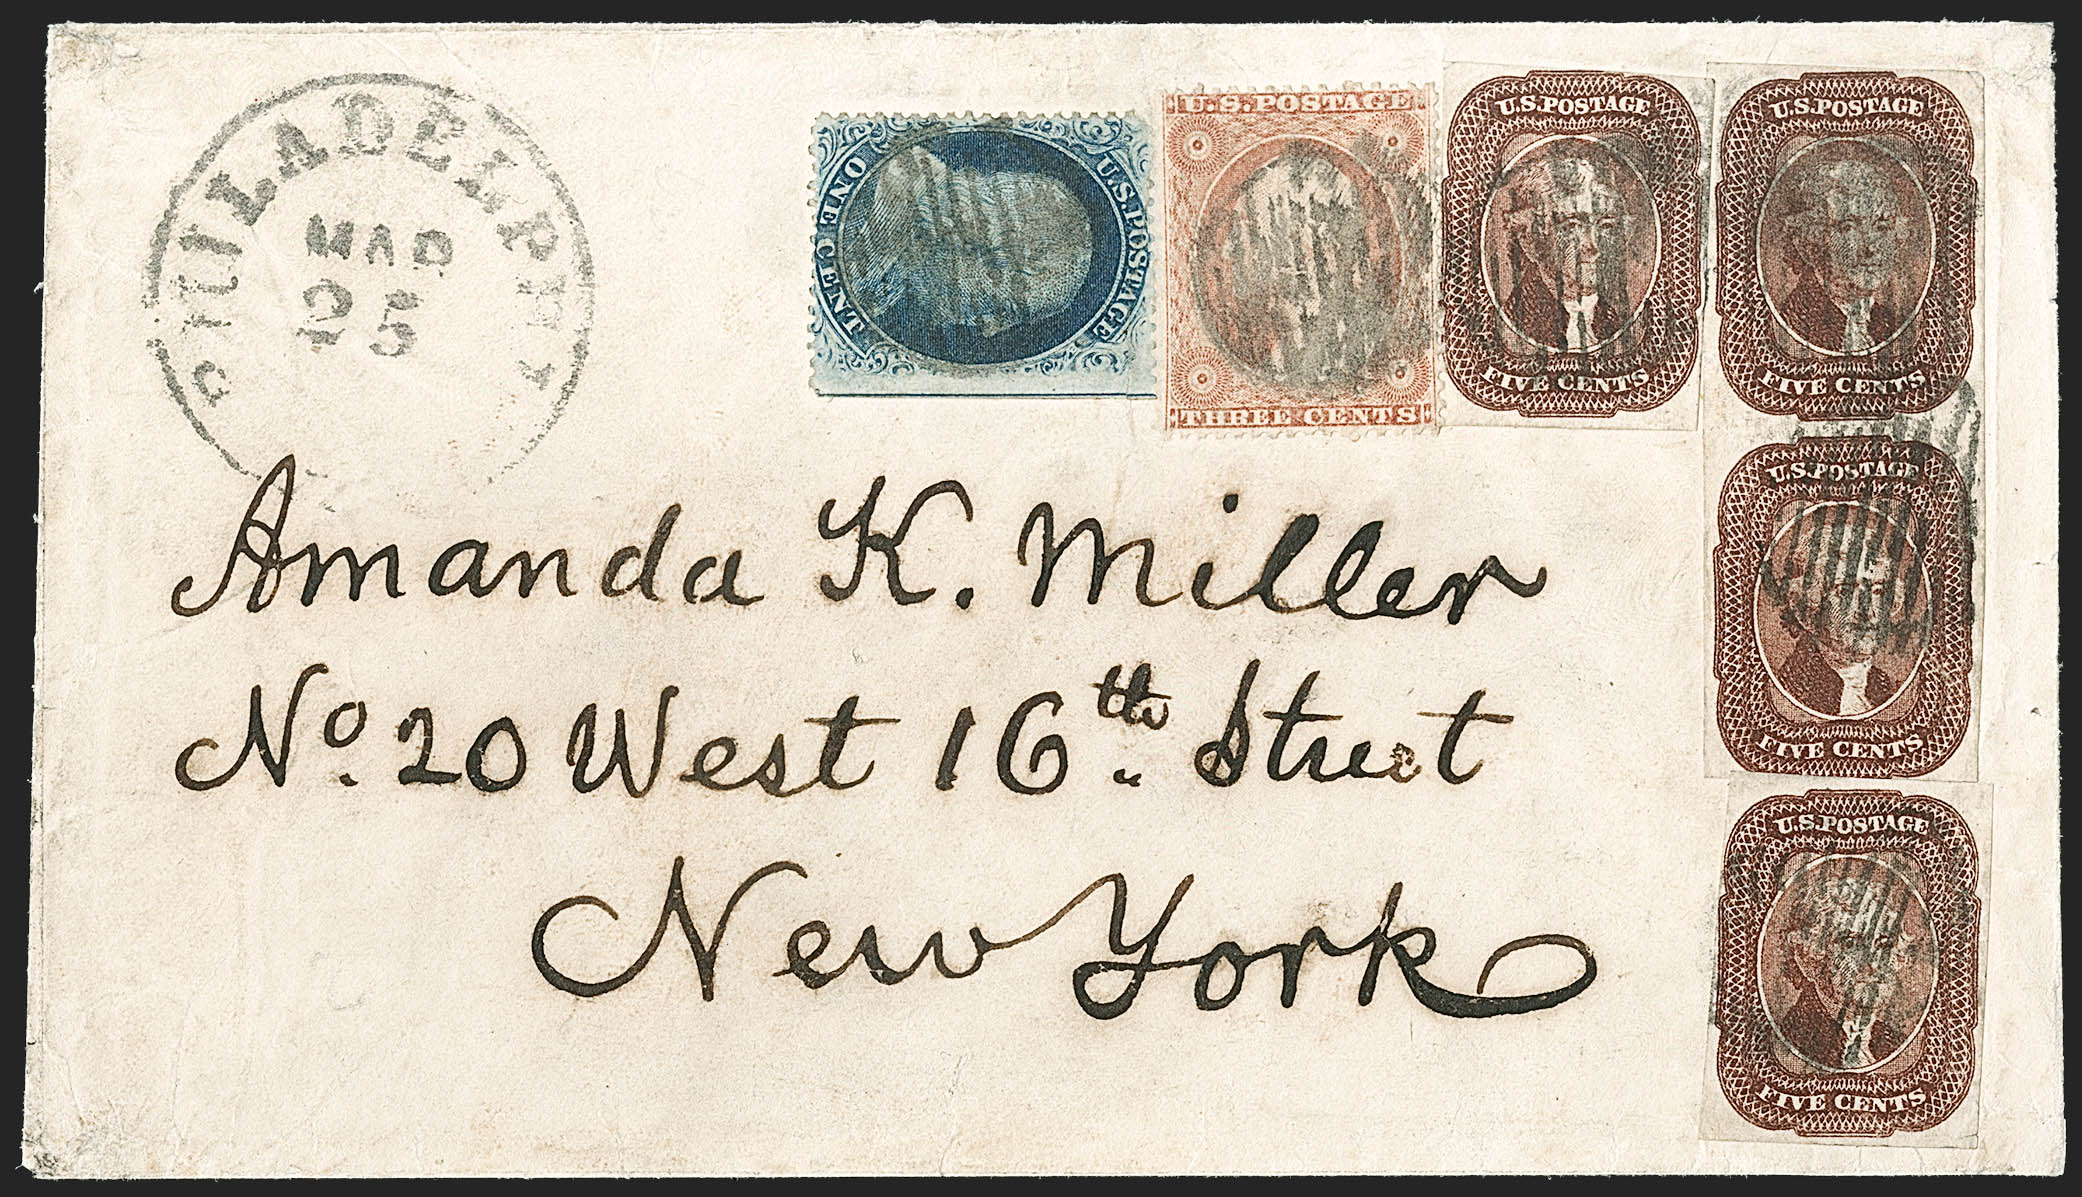 PHILADELPHIA
MAR
25
ONE CENT
U.S. POSTAGE
U.S. POSTAGE
THREE CENTS
U.S. POSTAGE
FIVE CENTS
U.S. POSTAGE
FIVE CENTS
U.S. POSTAGE
FIVE CENTS
U.S. POSTAGE
FIVE CENTS
Amanda K. Miller
No. 20 West 16th Street
New York